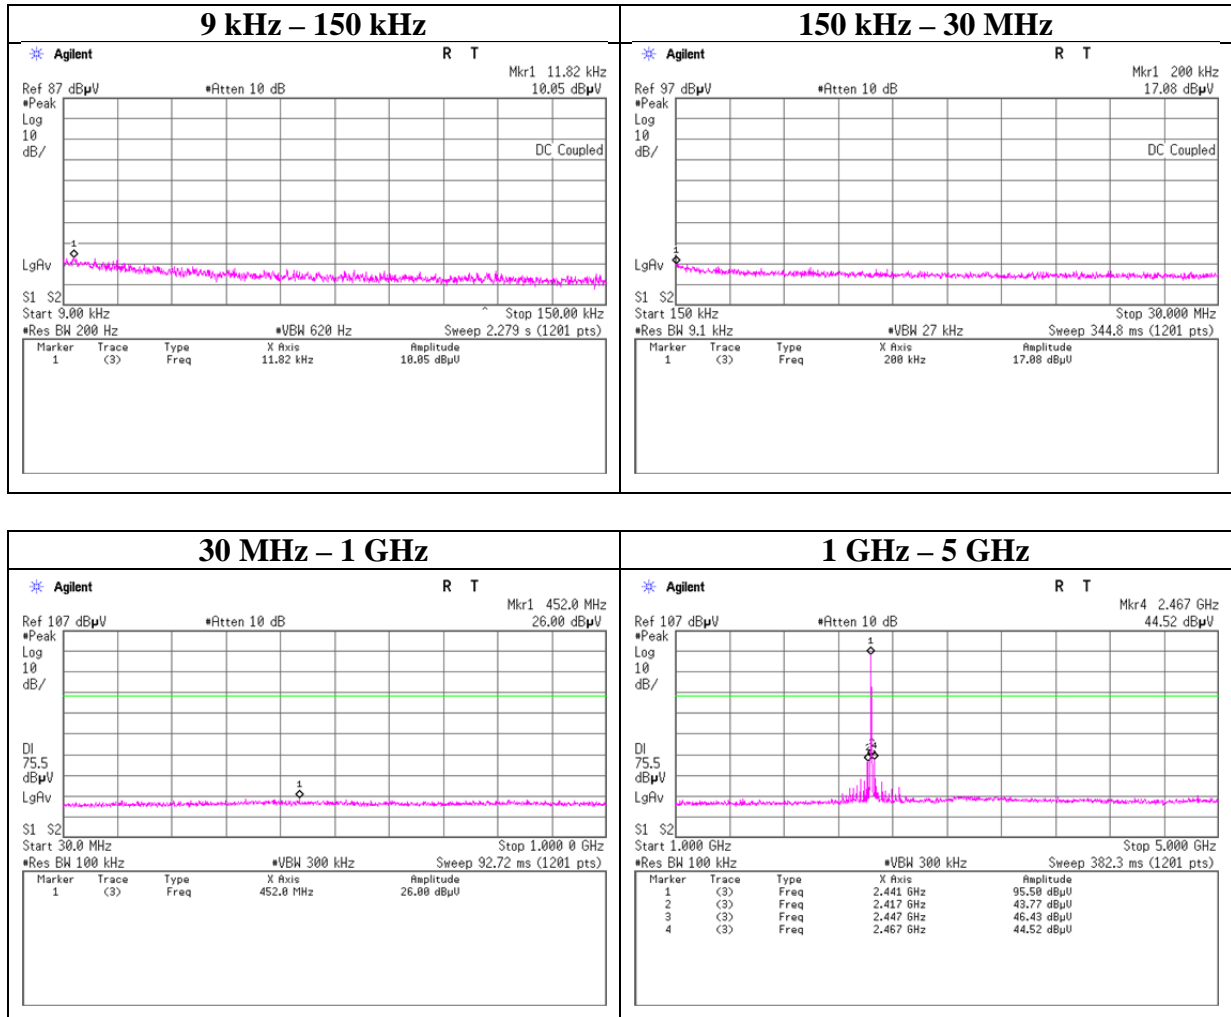 9 kHz – 150 kHz
Agilent R T
Mkr1 11.82 kHz
Ref 87 dBµV #Atten 10 dB 10.05 dBµV
#Peak
Log
10
dB/
DC Coupled
1
LgAv
S1 S2
Start 9.00 kHz ^ Stop 150.00 kHz
#Res BW 200 Hz #VBW 620 Hz Sweep 2.279 s (1201 pts)
Marker Trace Type X Axis Amplitude
1 (3) Freq 11.82 kHz 10.05 dBµV
150 kHz – 30 MHz
Agilent R T
Mkr1 200 kHz
Ref 97 dBµV #Atten 10 dB 17.08 dBµV
#Peak
Log
10
dB/
DC Coupled
1
LgAv
S1 S2
Start 150 kHz Stop 30.000 MHz
#Res BW 9.1 kHz #VBW 27 kHz Sweep 344.8 ms (1201 pts)
Marker Trace Type X Axis Amplitude
1 (3) Freq 200 kHz 17.08 dBµV
30 MHz – 1 GHz
Agilent R T
Mkr1 452.0 MHz
Ref 107 dBµV #Atten 10 dB 26.00 dBµV
#Peak
Log
10
dB/
DI
75.5
dBµV
1
LgAv
S1 S2
Start 30.0 MHz Stop 1.000 0 GHz
#Res BW 100 kHz #VBW 300 kHz Sweep 92.72 ms (1201 pts)
Marker Trace Type X Axis Amplitude
1 (3) Freq 452.0 MHz 26.00 dBµV
1 GHz – 5 GHz
Agilent R T
Mkr4 2.467 GHz
Ref 107 dBµV #Atten 10 dB 44.52 dBµV
#Peak
1
Log
10
dB/
DI
75.5
dBµV
2 4
LgAv
S1 S2
Start 1.000 GHz Stop 5.000 GHz
#Res BW 100 kHz #VBW 300 kHz Sweep 382.3 ms (1201 pts)
Marker Trace Type X Axis Amplitude
1 (3) Freq 2.441 GHz 95.50 dBµV
2 (3) Freq 2.417 GHz 43.77 dBµV
3 (3) Freq 2.447 GHz 46.43 dBµV
4 (3) Freq 2.467 GHz 44.52 dBµV